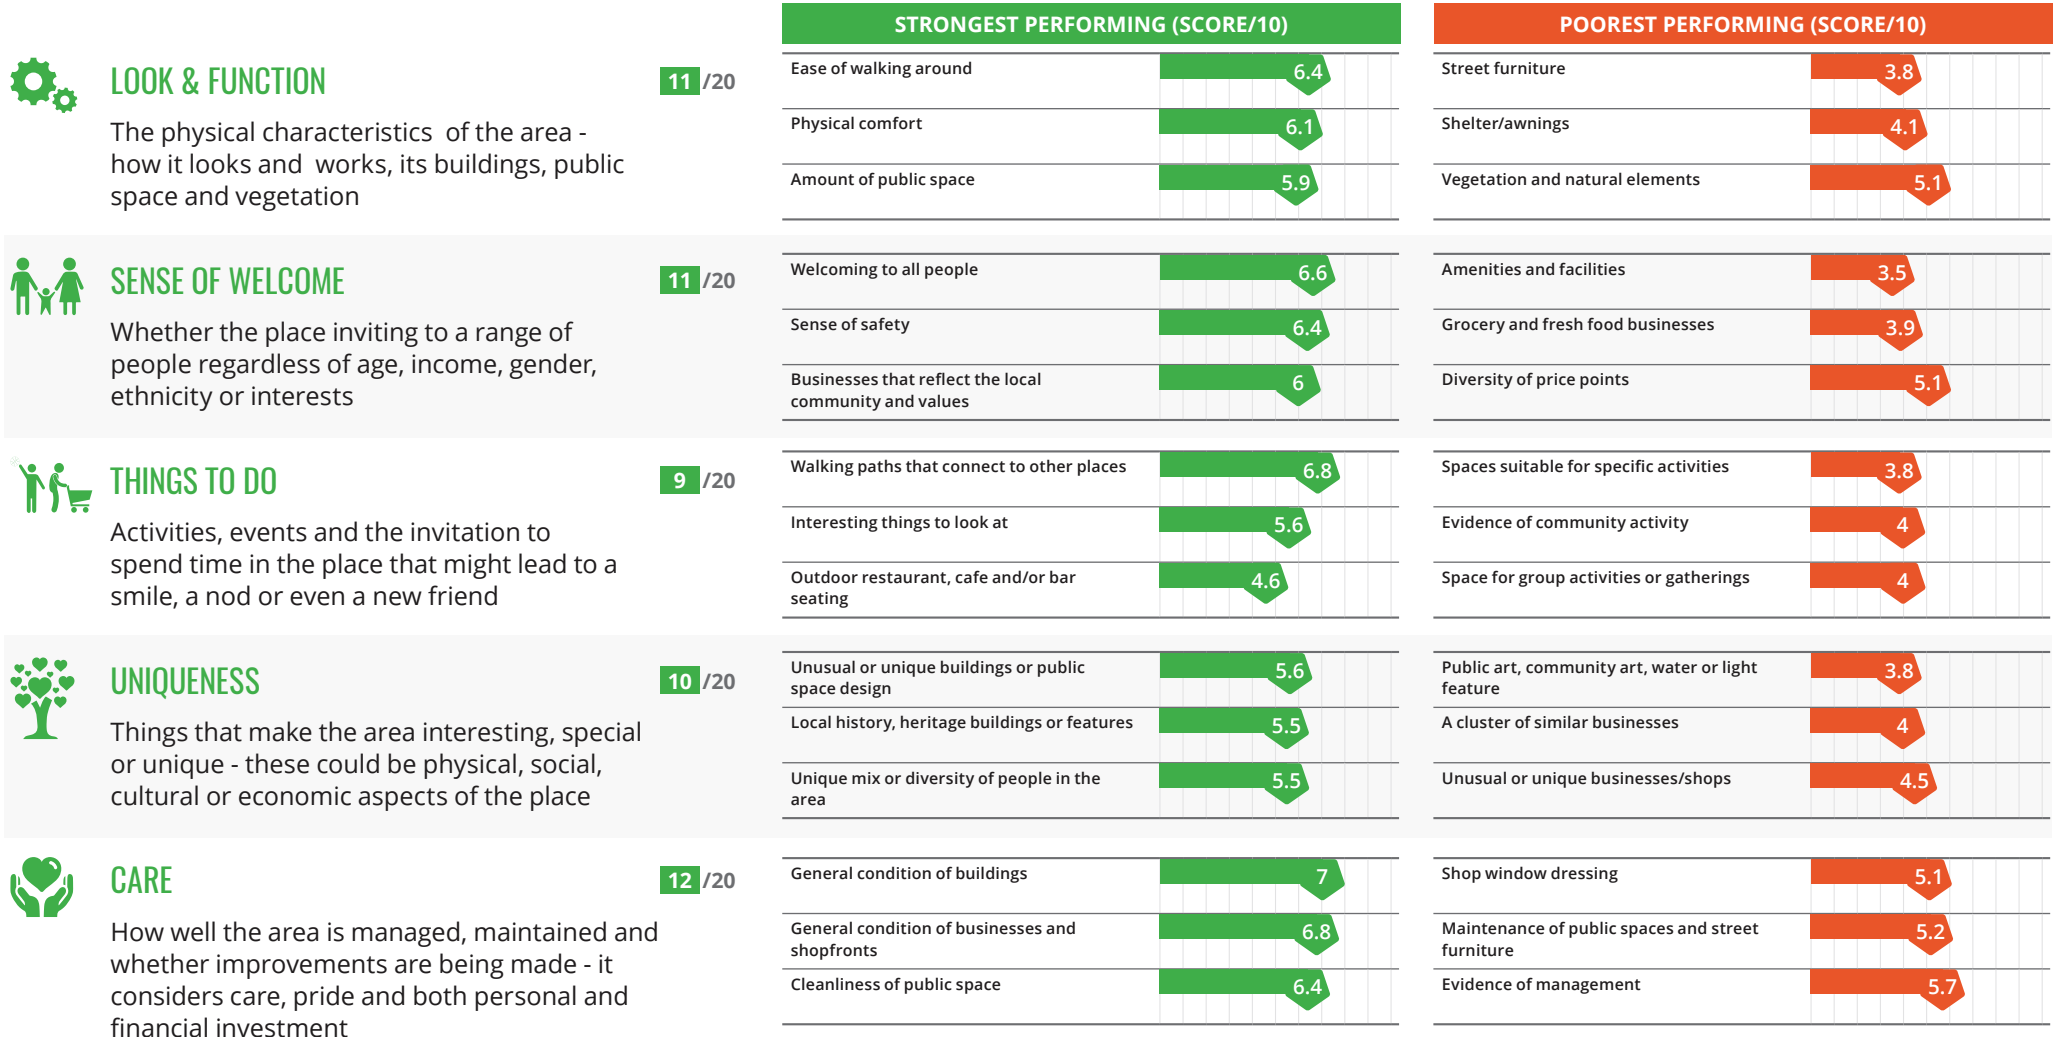 STRONGEST PERFORMING (SCORE/10)
POOREST PERFORMING (SCORE/10)
LOOK & FUNCTION
11 /20
The physical characteristics of the area -
how it looks and works, its buildings, public
space and vegetation
Ease of walking around
6.4
Physical comfort
6.1
Amount of public space
5.9
Street furniture
3.8
Shelter/awnings
4.1
Vegetation and natural elements
5.1
SENSE OF WELCOME
11 /20
Whether the place inviting to a range of
people regardless of age, income, gender,
ethnicity or interests
Welcoming to all people
6.6
Sense of safety
6.4
Businesses that reflect the local
community and values
6
Amenities and facilities
3.5
Grocery and fresh food businesses
3.9
Diversity of price points
5.1
THINGS TO DO
9 /20
Activities, events and the invitation to
spend time in the place that might lead to a
smile, a nod or even a new friend
Walking paths that connect to other places
6.8
Interesting things to look at
5.6
Outdoor restaurant, cafe and/or bar
seating
4.6
Spaces suitable for specific activities
3.8
Evidence of community activity
4
Space for group activities or gatherings
4
UNIQUENESS
10 /20
Things that make the area interesting, special
or unique - these could be physical, social,
cultural or economic aspects of the place
Unusual or unique buildings or public
space design
5.6
Local history, heritage buildings or features
5.5
Unique mix or diversity of people in the
area
5.5
Public art, community art, water or light
feature
3.8
A cluster of similar businesses
4
Unusual or unique businesses/shops
4.5
CARE
12 /20
How well the area is managed, maintained and
whether improvements are being made - it
considers care, pride and both personal and
financial investment
General condition of buildings
7
General condition of businesses and
shopfronts
6.8
Cleanliness of public space
6.4
Shop window dressing
5.1
Maintenance of public spaces and street
furniture
5.2
Evidence of management
5.7